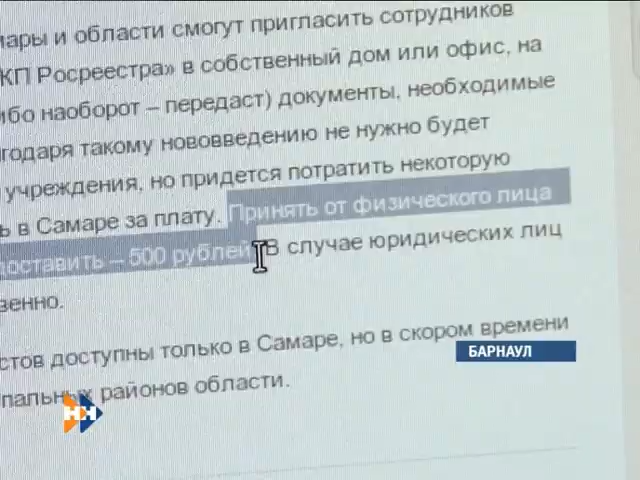 мары и области смогут пригласить сотрудников
КП Росреестра» в собственный дом или офис, на
ибо наоборот – передаст) документы, необходимые
годаря такому нововведению не нужно будет
учреждения, но придется потратить некоторую
ь в Самаре за плату. Принять от физического лица
доставить – 500 рублей. В случае юридических лиц
венно.
стов доступны только в Самаре, но в скором времени
пальных районов области.
БАРНАУЛ
НН